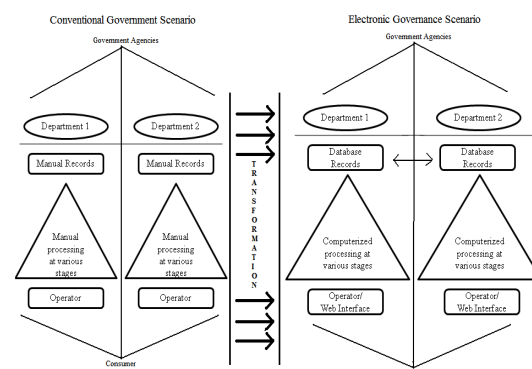 Conventional Government Scenario
Government Agencies
Department 1
Department 2
Manual Records
Manual Records
Manual
processing
at various
stages
Manual
processing
at various
stages
Operator
Operator
Consumer
TRANSFORMATION
Electronic Governance Scenario
Government Agencies
Department 1
Department 2
Database
Records
Database
Records
Computerized
processing at
various stages
Computerized
processing at
various stages
Operator/
Web Interface
Operator/
Web Interface